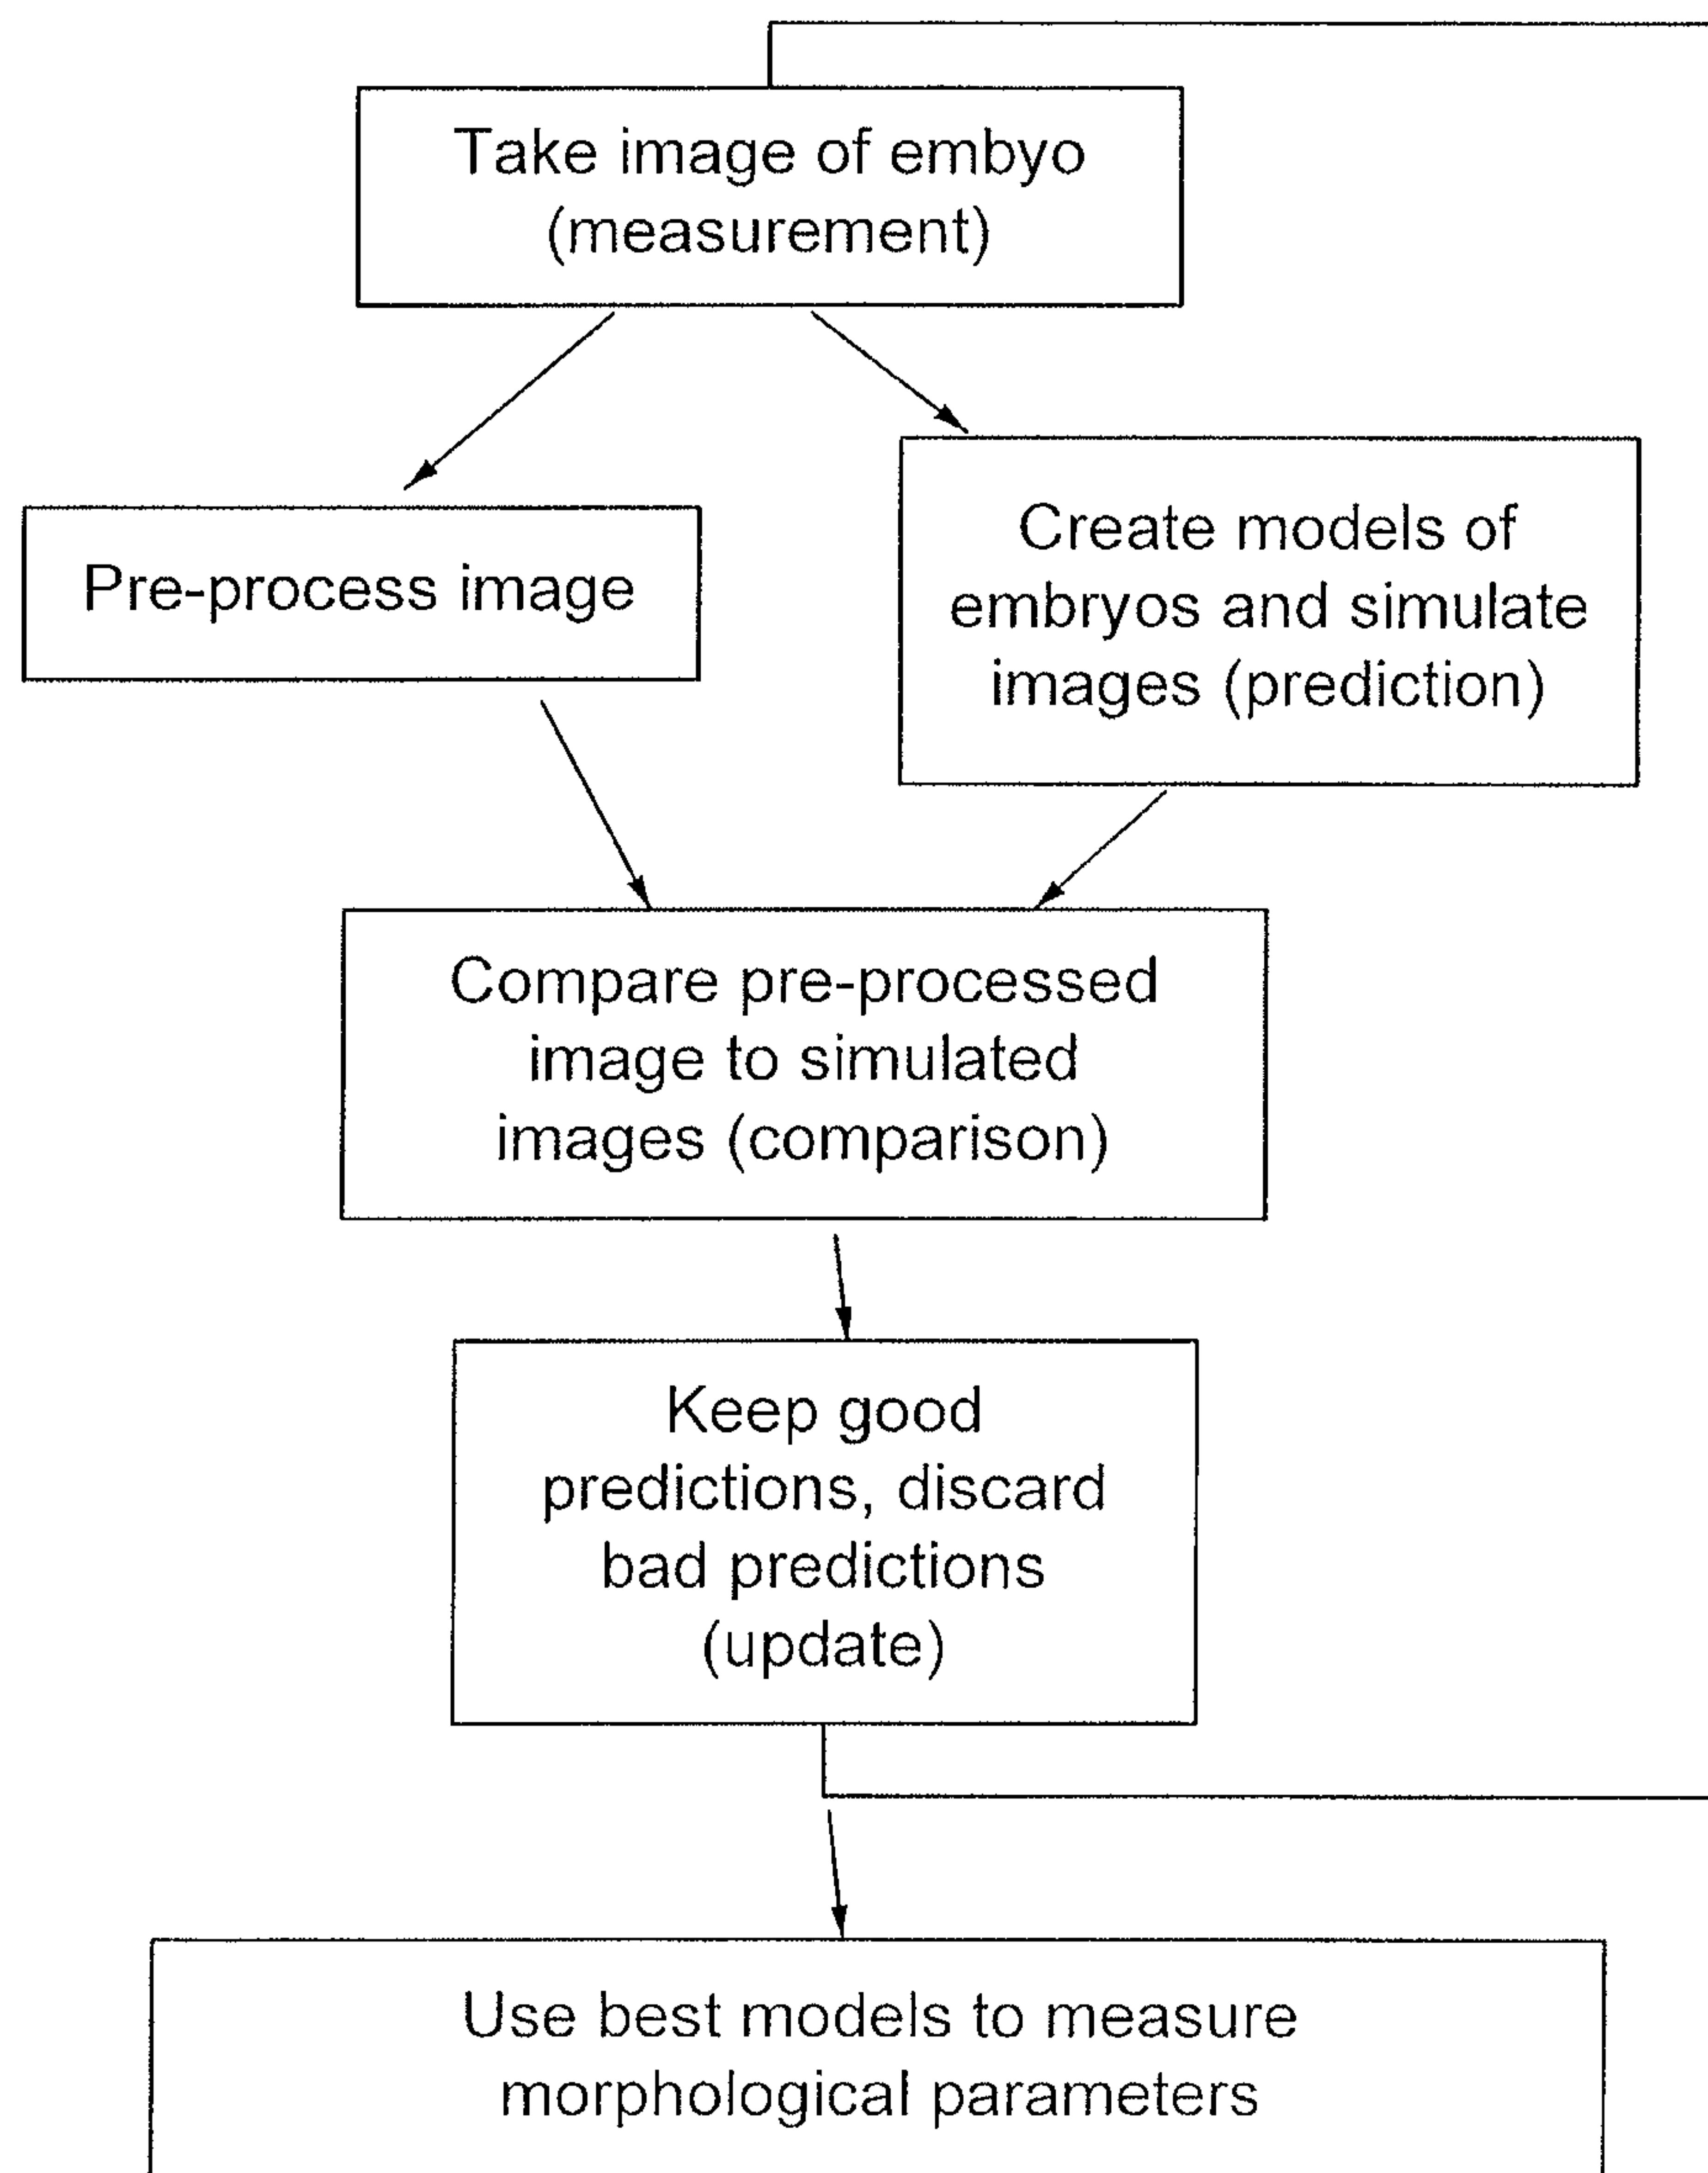 Take image of embyo
(measurement)
Pre-process image
Create models of
embryos and simulate
images (prediction)
Compare pre-processed
image to simulated
images (comparison)
Keep good
predictions, discard
bad predictions
(update)
Use best models to measure
morphological parameters